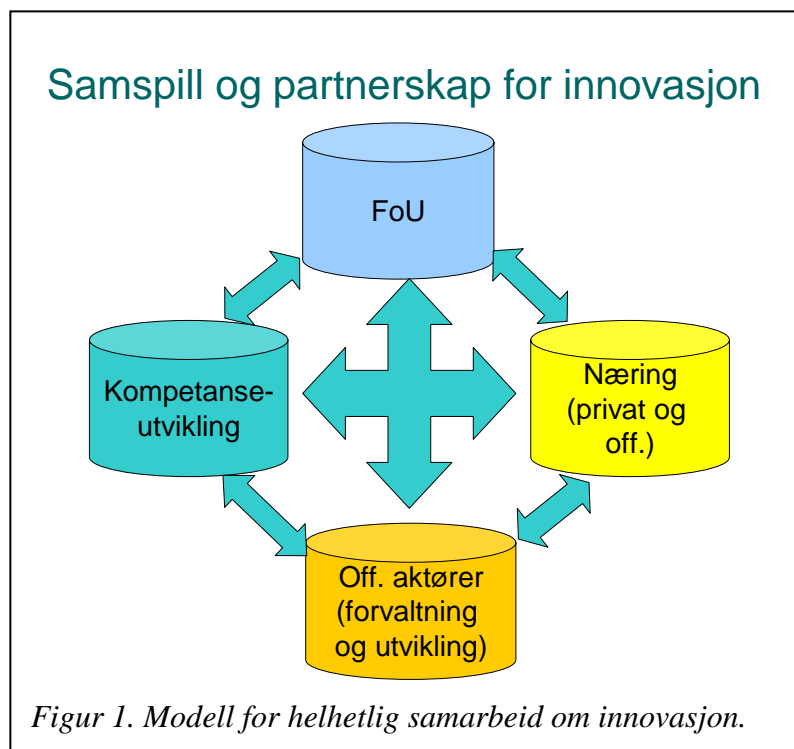 Samspill og partnerskap for innovasjon
FoU
Kompetanse-
utvikling
Næring
(privat og
off.)
Off. aktører
(forvaltning
og utvikling)
Figur 1. Modell for helhetlig samarbeid om innovasjon.